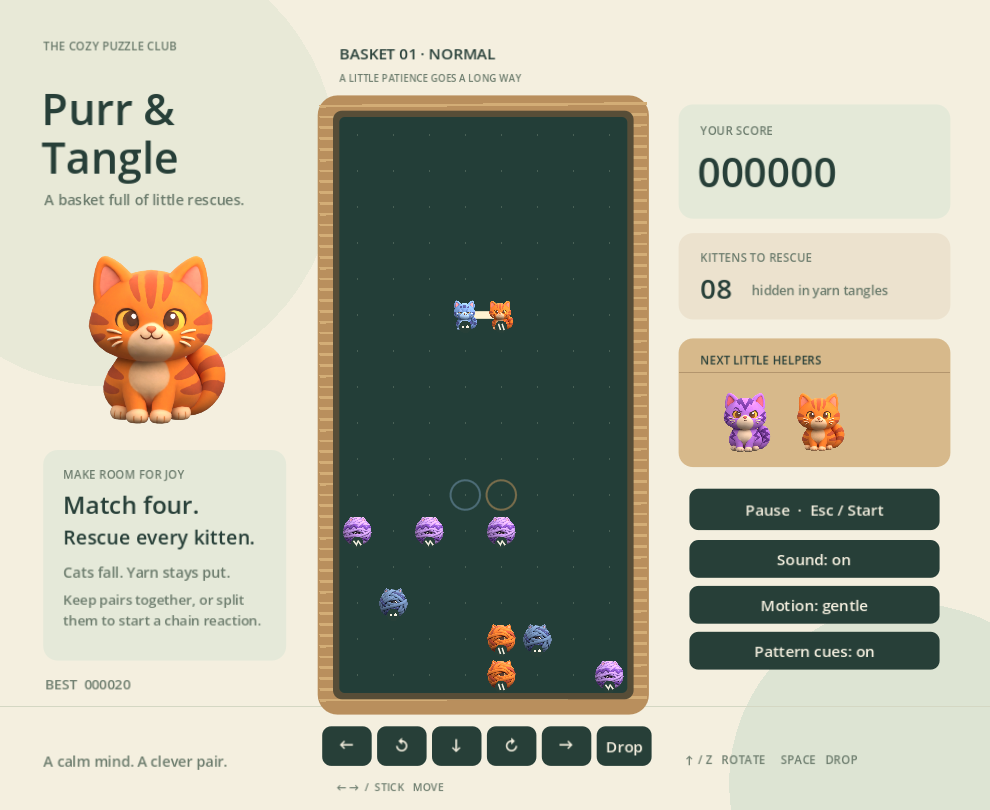 THE COZY PUZZLE CLUB
Purr &
Tangle
A basket full of little rescues.
MAKE ROOM FOR JOY
Match four.
Rescue every kitten.
Cats fall. Yarn stays put.
Keep pairs together, or split
them to start a chain reaction.
BEST 000020
A calm mind. A clever pair.
BASKET 01 · NORMAL
A LITTLE PATIENCE GOES A LONG WAY
← ↺ ↓ ↻ → Drop
←→ / STICK MOVE
YOUR SCORE
000000
KITTENS TO RESCUE
08 hidden in yarn tangles
NEXT LITTLE HELPERS
Pause · Esc / Start
Sound: on
Motion: gentle
Pattern cues: on
↑ / Z ROTATE SPACE DROP